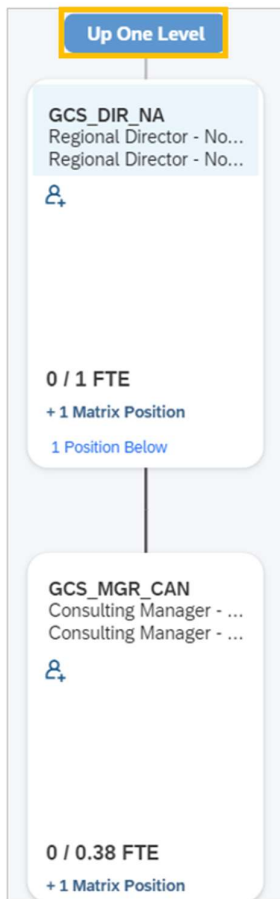 Up One Level
GCS_DIR_NA
Regional Director - No...
Regional Director - No...
0 / 1 FTE
+ 1 Matrix Position
1 Position Below
GCS_MGR_CAN
Consulting Manager - ...
Consulting Manager - ...
0 / 0.38 FTE
+ 1 Matrix Position